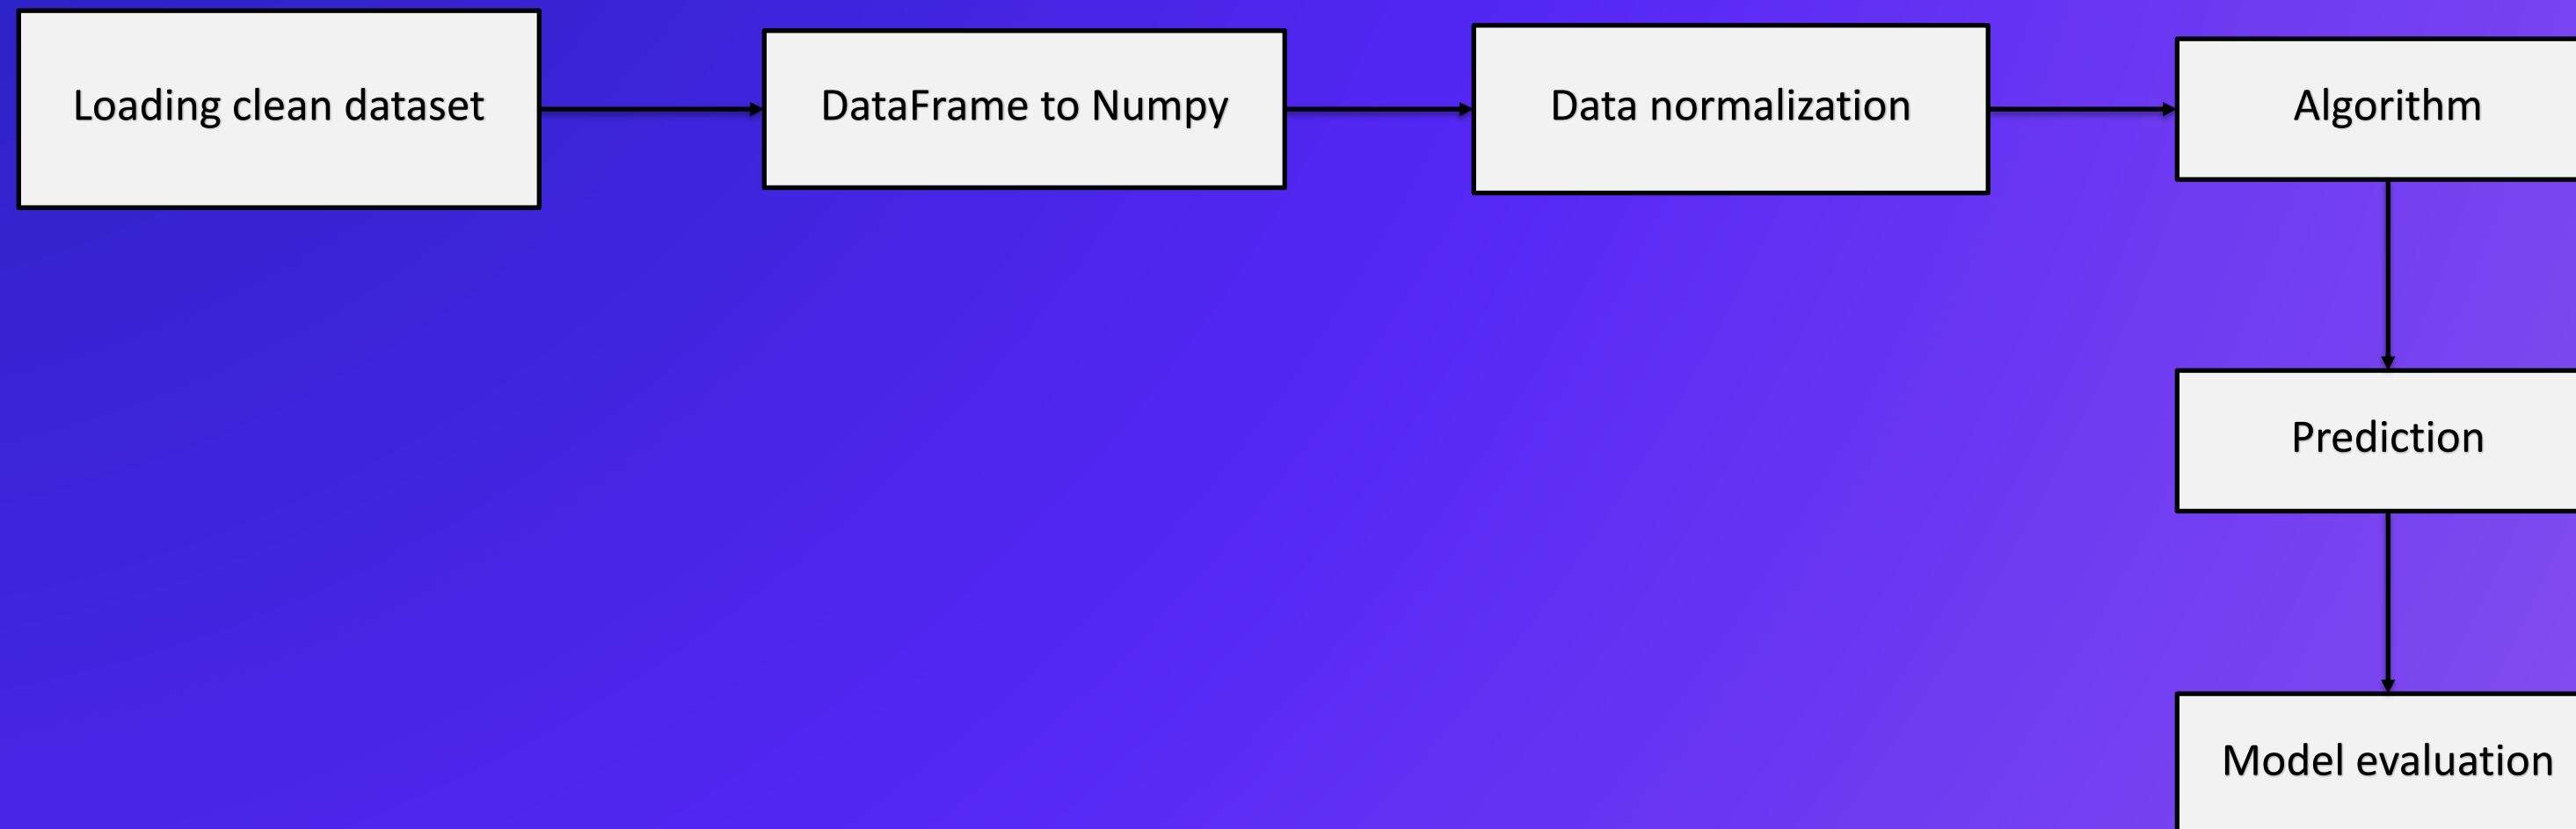 Loading clean dataset
DataFrame to Numpy
Data normalization
Algorithm
Prediction
Model evaluation